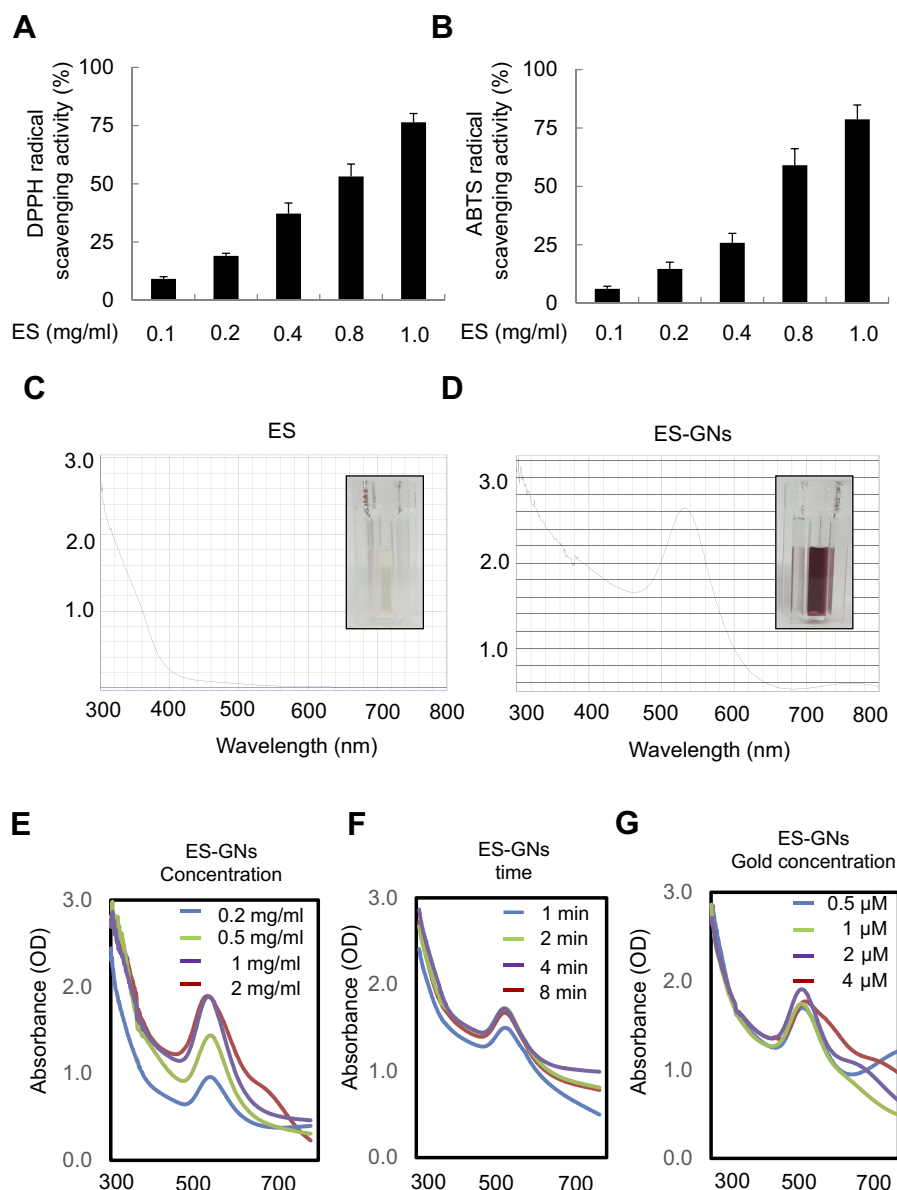 A
DPPH radical
scavenging activity (%)
100
75
50
25
0
ES (mg/ml) 0.1 0.2 0.4 0.8 1.0
B
ABTS radical
scavenging activity (%)
100
75
50
25
0
ES (mg/ml) 0.1 0.2 0.4 0.8 1.0
C
ES
3.0
2.0
1.0
300 400 500 600 700 800
Wavelength (nm)
D
ES-GNs
3.0
2.0
1.0
300 400 500 600 700 800
Wavelength (nm)
E
ES-GNs
Concentration
Absorbance (OD)
3.0
2.0
1.0
0.0
0.2 mg/ml
0.5 mg/ml
1 mg/ml
2 mg/ml
300 500 700
F
ES-GNs
time
Absorbance (OD)
3.0
2.0
1.0
0.0
1 min
2 min
4 min
8 min
300 500 700
G
ES-GNs
Gold concentration
Absorbance (OD)
3.0
2.0
1.0
0.0
0.5 µM
1 µM
2 µM
4 µM
300 500 700